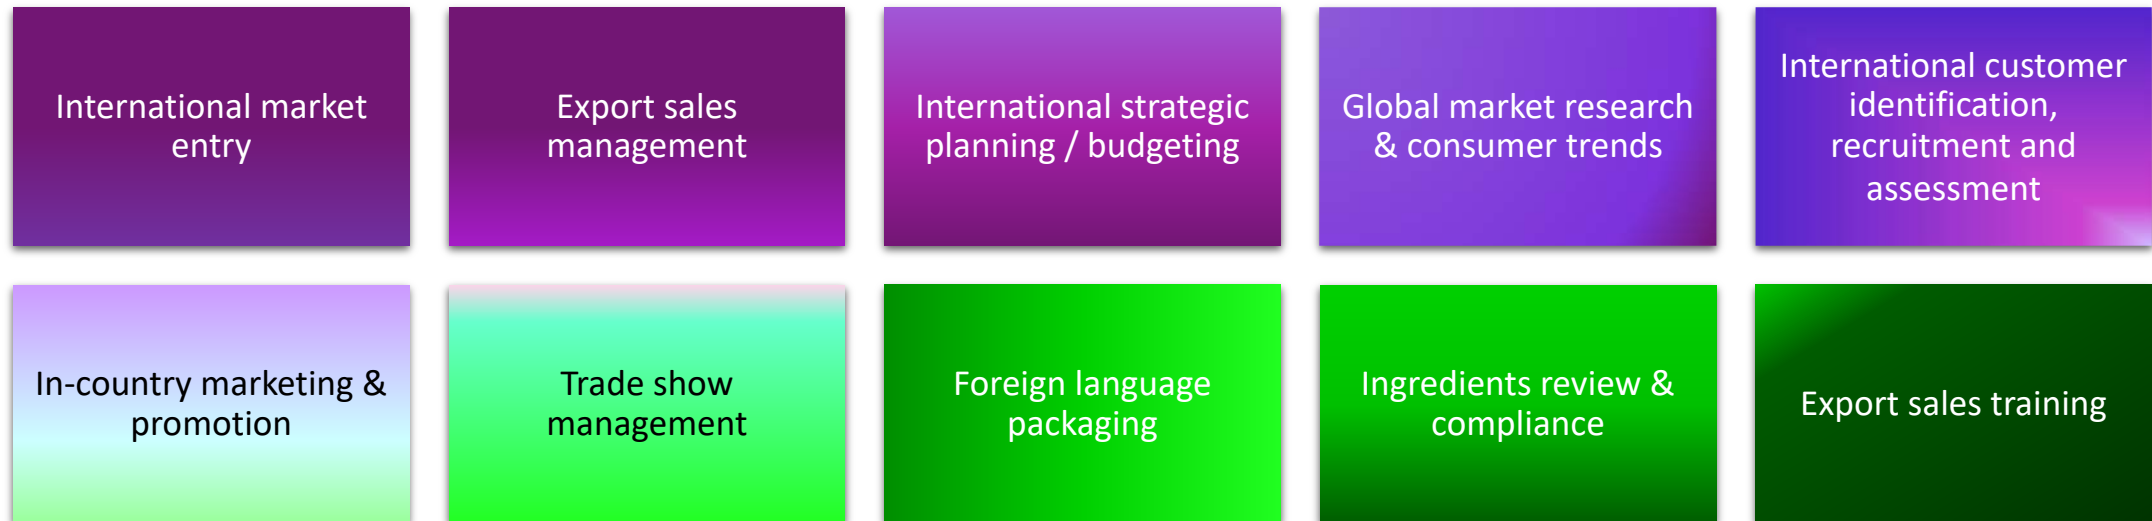 International market
entry
Export sales
management
International strategic
planning / budgeting
Global market research
& consumer trends
International customer
identification,
recruitment and
assessment
In-country marketing &
promotion
Trade show
management
Foreign language
packaging
Ingredients review &
compliance
Export sales training